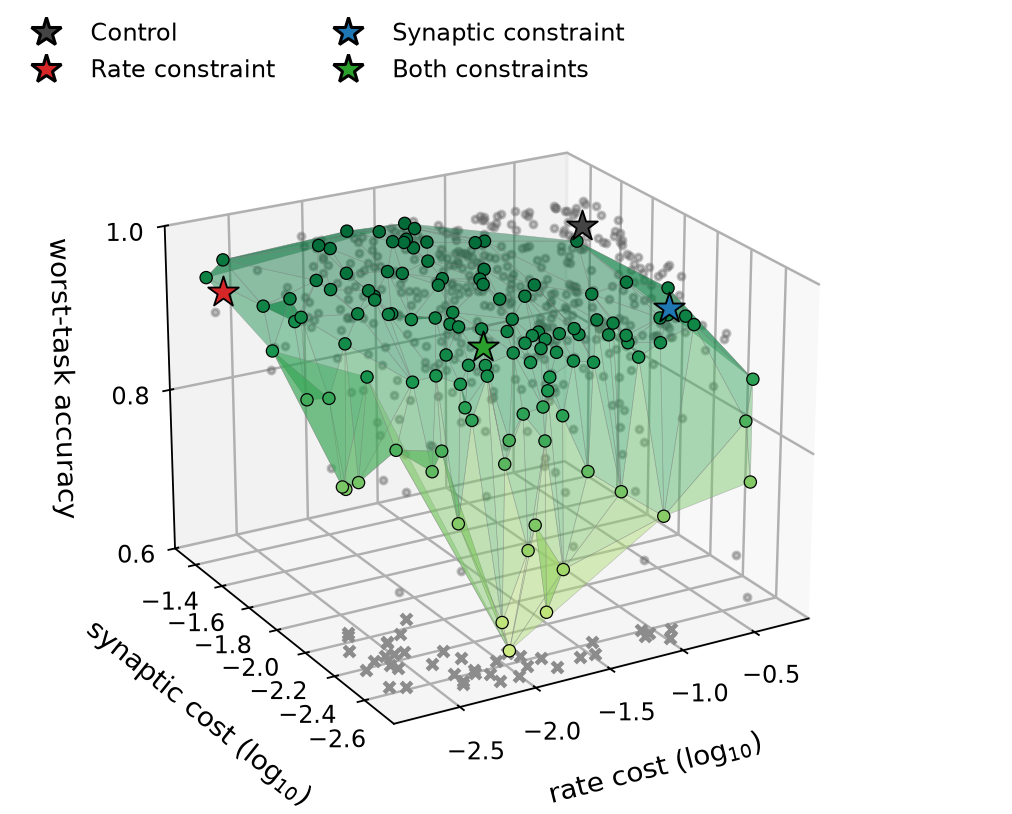 Control
Synaptic constraint
Rate constraint
Both constraints
1.0
0.8
0.6
worst-task accuracy
−1.4
−1.6
−1.8
−2.0
−2.2
−2.4
−2.6
synaptic cost (log₁₀)
−2.5
−2.0
−1.5
−1.0
−0.5
rate cost (log₁₀)